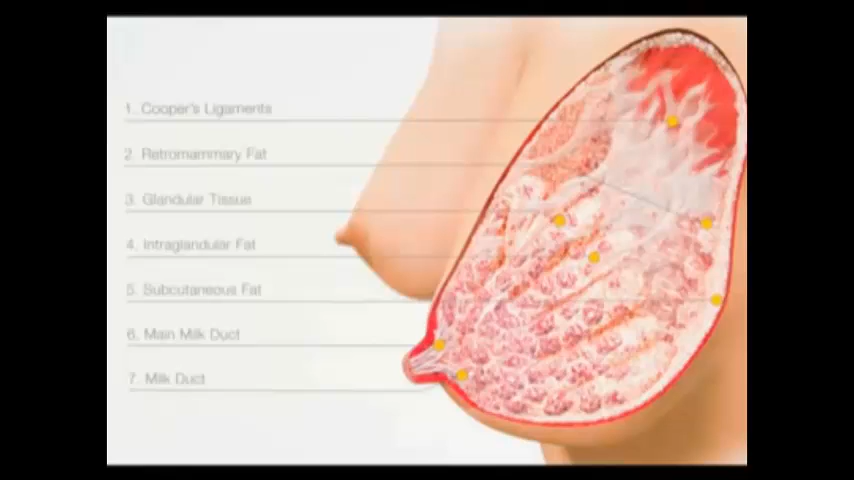 1. Cooper's Ligaments
2. Retromammary Fat
3. Glandular Tissue
4. Intraglandular Fat
5. Subcutaneous Fat
6. Main Milk Duct
7. Milk Duct